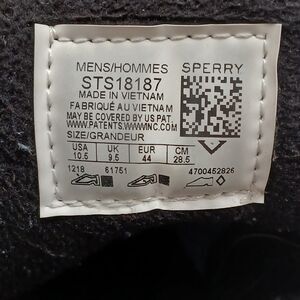 MENS/HOMMES SPERRY
STS18187
MADE IN VIETNAM
FABRIQUÉ AU VIETNAM
MAY BE COVERED BY US PAT.
WWW.PATENTS.WWWINC.COM
SIZE/GRANDEUR
USA UK EUR CM
10.5 9.5 44 28.5
1218 61751 4700452826